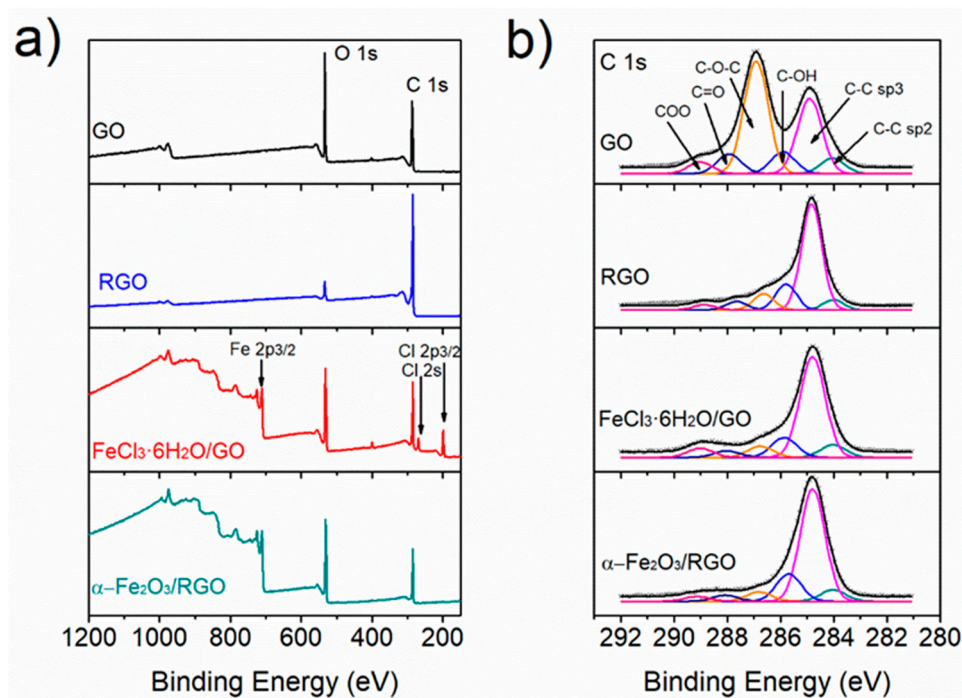 a)
O 1s
C 1s
GO
RGO
Fe 2p3/2
Cl 2p3/2
Cl 2s
FeCl₃·6H₂O/GO
α–Fe₂O₃/RGO
1200 1000 800 600 400 200
Binding Energy (eV)
b)
C 1s
C-O-C
C-OH
C=O
COO
C-C sp3
C-C sp2
GO
RGO
FeCl₃·6H₂O/GO
α–Fe₂O₃/RGO
292 290 288 286 284 282 280
Binding Energy (eV)